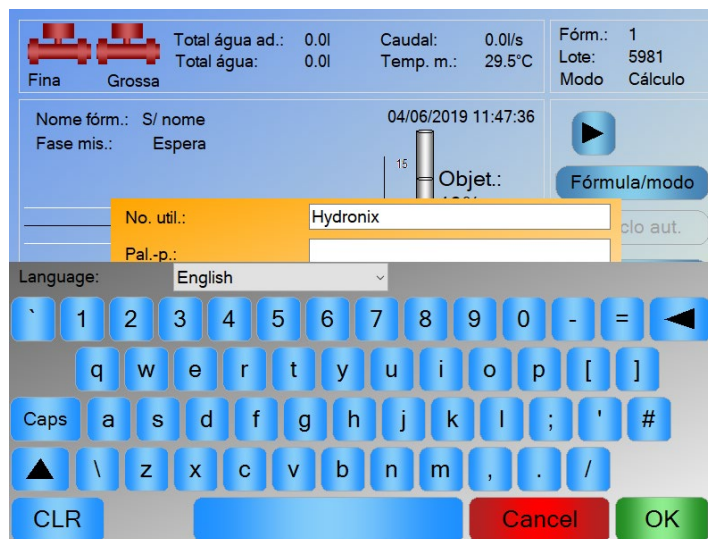 Total água ad.: 0.0l Caudal: 0.0l/s Fórm.: 1
Total água: 0.0l Temp. m.: 29.5°C Lote: 5981
Fina Grossa Modo Cálculo
Nome fórm.: S/ nome 04/06/2019 11:47:36
Fase mis.: Espera
15
Objet.:
Fórmula/modo
No. util.: Hydronix
clo aut.
Pal.-p.:
Language: English
` 1 2 3 4 5 6 7 8 9 0 - =
q w e r t y u i o p [ ]
Caps a s d f g h j k l ; ' #
\ z x c v b n m , . /
CLR Cancel OK